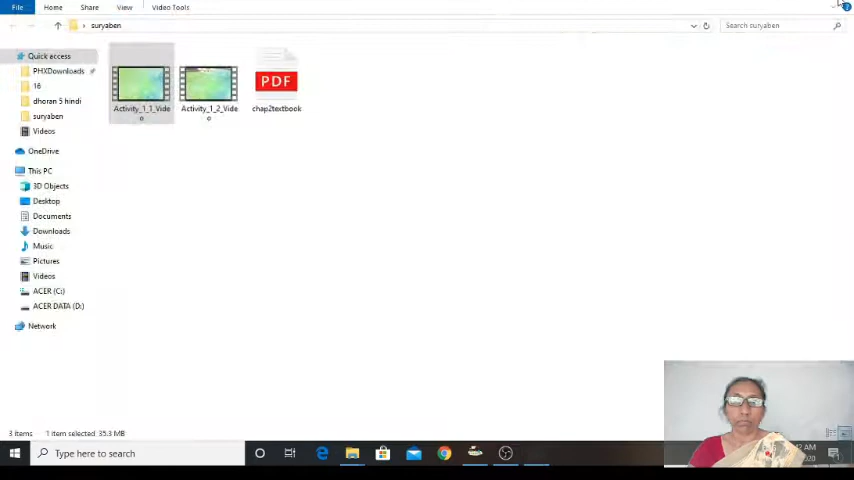 File Home Share View Video Tools
suryaben
Search suryaben
Quick access
PHXDownloads
16
dhoran 5 hindi
suryaben
Videos
OneDrive
This PC
3D Objects
Desktop
Documents
Downloads
Music
Pictures
Videos
ACER (C:)
ACER DATA (D:)
Network
Activity_1_1_Vide
o
Activity_1_2_Vide
o
PDF
chap2textbook
3 items 1 item selected 35.3 MB
Type here to search
AM